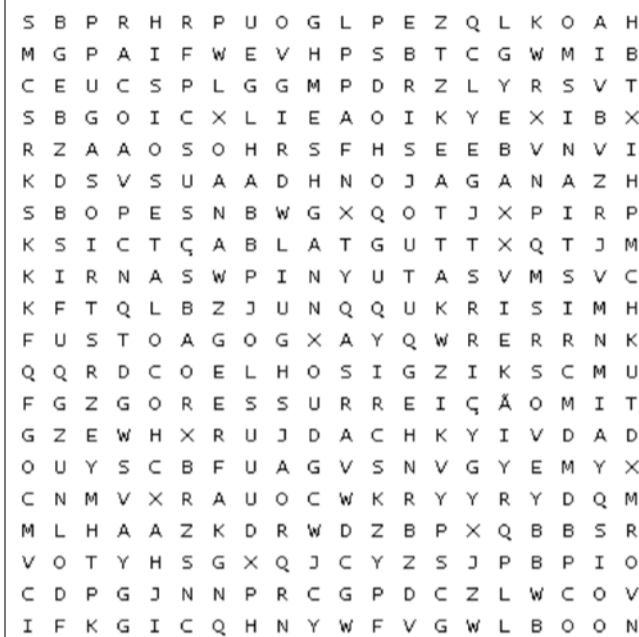 S B P R H R P U O G L P E Z Q L K O A H
M G P A I F W E V H P S B T C G W M I B
C E U C S P L G G M P D R Z L Y R S V T
S B G O I C X L I E A O I K Y E X I B X
R Z A A O S O H R S F H S E E B V N V I
K D S V S U A A D H N O J A G A N A Z H
S B O P E S N B W G X Q O T J X P I R P
K S I C T Ç A B L A T G U T T X Q T J M
K I R N A S W P I N Y U T A S V M S V C
K F T Q L B Z J U N Q Q U K R I S I M H
F U S T O A G O G X A Y Q W R E R R N K
Q Q R D C O E L H O S I G Z I K S C M U
F G Z G O R E S S U R R E I Ç Ã O M I T
G Z E W H X R U J D A C H K Y I V D A D
O U Y S C B F U A G V S N V G Y E M Y X
C N M V X R A U O C W K R Y Y R Y D Q M
M L H A A Z K D R W D Z B P X Q B B S R
V O T Y H S G X Q J C Y Z S J P B P I O
C D P G J N N P R C G P D C Z L W C O V
I F K G I C Q H N Y W F V G W L B O O N